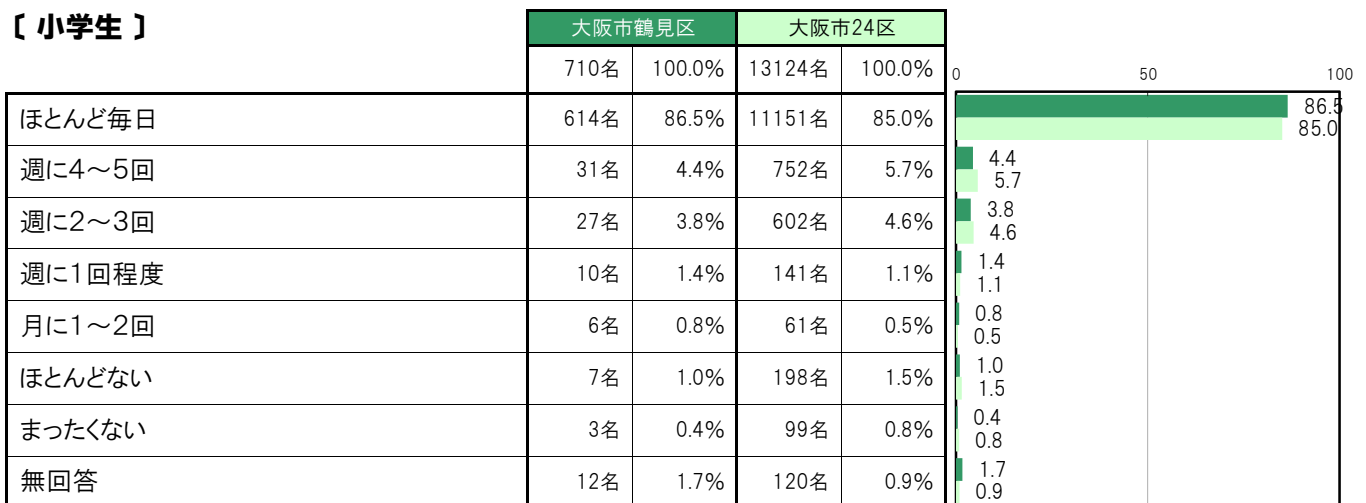 〔 小学生 〕
大阪市鶴見区 大阪市24区
710名 100.0% 13124名 100.0%
0 50 100
ほとんど毎日 614名 86.5% 11151名 85.0% 86.5
85.0
週に4～5回 31名 4.4% 752名 5.7% 4.4
5.7
週に2～3回 27名 3.8% 602名 4.6% 3.8
4.6
週に1回程度 10名 1.4% 141名 1.1% 1.4
1.1
月に1～2回 6名 0.8% 61名 0.5% 0.8
0.5
ほとんどない 7名 1.0% 198名 1.5% 1.0
1.5
まったくない 3名 0.4% 99名 0.8% 0.4
0.8
無回答 12名 1.7% 120名 0.9% 1.7
0.9